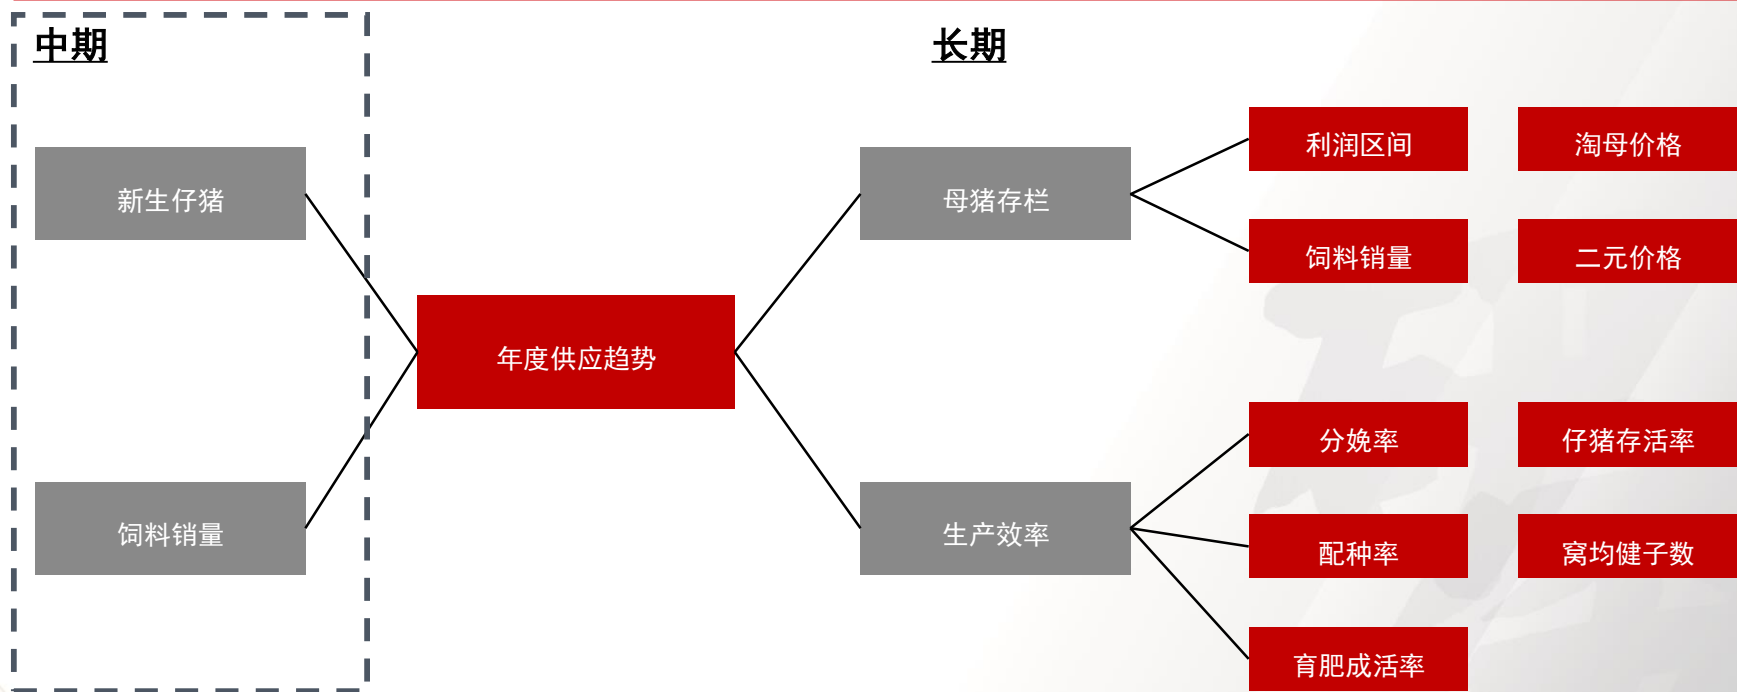 中期
长期
利润区间
淘母价格
新生仔猪
母猪存栏
饲料销量
二元价格
年度供应趋势
分娩率
仔猪存活率
饲料销量
生产效率
配种率
窝均健子数
育肥成活率